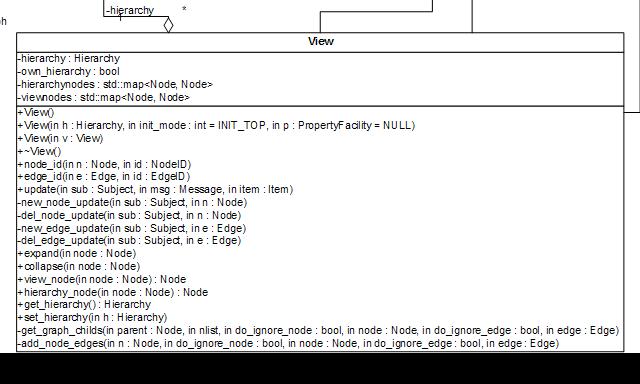 -hierarchy *
h
View
-hierarchy : Hierarchy
-own_hierarchy : bool
-hierarchynodes : std::map<Node, Node>
-viewnodes : std::map<Node, Node>
+View()
+View(in h : Hierarchy, in init_mode : int = INIT_TOP, in p : PropertyFacility = NULL)
+View(in v : View)
+~View()
+node_id(in n : Node, in id : NodeID)
+edge_id(in e : Edge, in id : EdgeID)
+update(in sub : Subject, in msg : Message, in item : Item)
-new_node_update(in sub : Subject, in n : Node)
-del_node_update(in sub : Subject, in n : Node)
-new_edge_update(in sub : Subject, in e : Edge)
-del_edge_update(in sub : Subject, in e : Edge)
+expand(in node : Node)
+collapse(in node : Node)
+view_node(in node : Node) : Node
+hierarchy_node(in node : Node) : Node
+get_hierarchy() : Hierarchy
+set_hierarchy(in h : Hierarchy)
-get_graph_childs(in parent : Node, in nlist, in do_ignore_node : bool, in node : Node, in do_ignore_edge : bool, in edge : Edge)
-add_node_edges(in n : Node, in do_ignore_node : bool, in node : Node, in do_ignore_edge : bool, in edge : Edge)